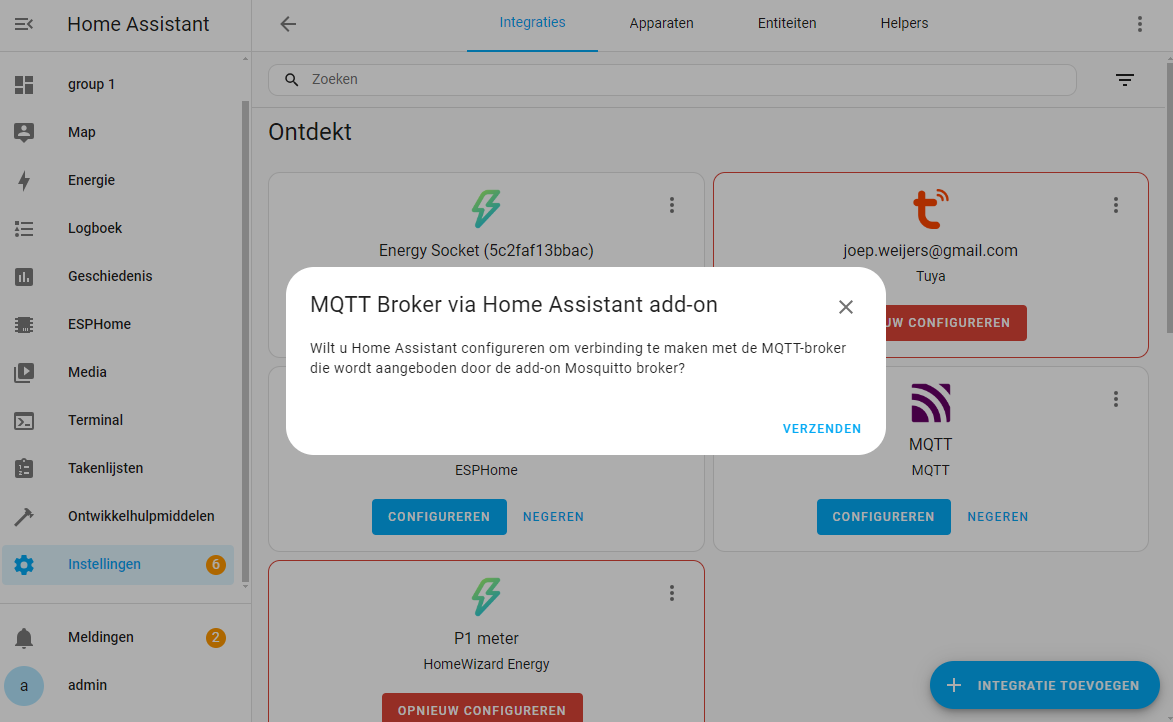 Home Assistant
Integraties
Apparaten
Entiteiten
Helpers
group 1
Map
Energie
Logboek
Geschiedenis
ESPHome
Media
Terminal
Takenlijsten
Ontwikkelhulpmiddelen
Instellingen 6
Meldingen 2
a admin
Zoeken
Ontdekt
Energy Socket (5c2faf13bbac)
joep.weijers@gmail.com
Tuya
UW CONFIGUREREN
MQTT Broker via Home Assistant add-on
Wilt u Home Assistant configureren om verbinding te maken met de MQTT-broker
die wordt aangeboden door de add-on Mosquitto broker?
VERZENDEN
ESPHome
CONFIGUREREN NEGEREN
MQTT
MQTT
CONFIGUREREN NEGEREN
P1 meter
HomeWizard Energy
OPNIEUW CONFIGUREREN
INTEGRATIE TOEVOEGEN